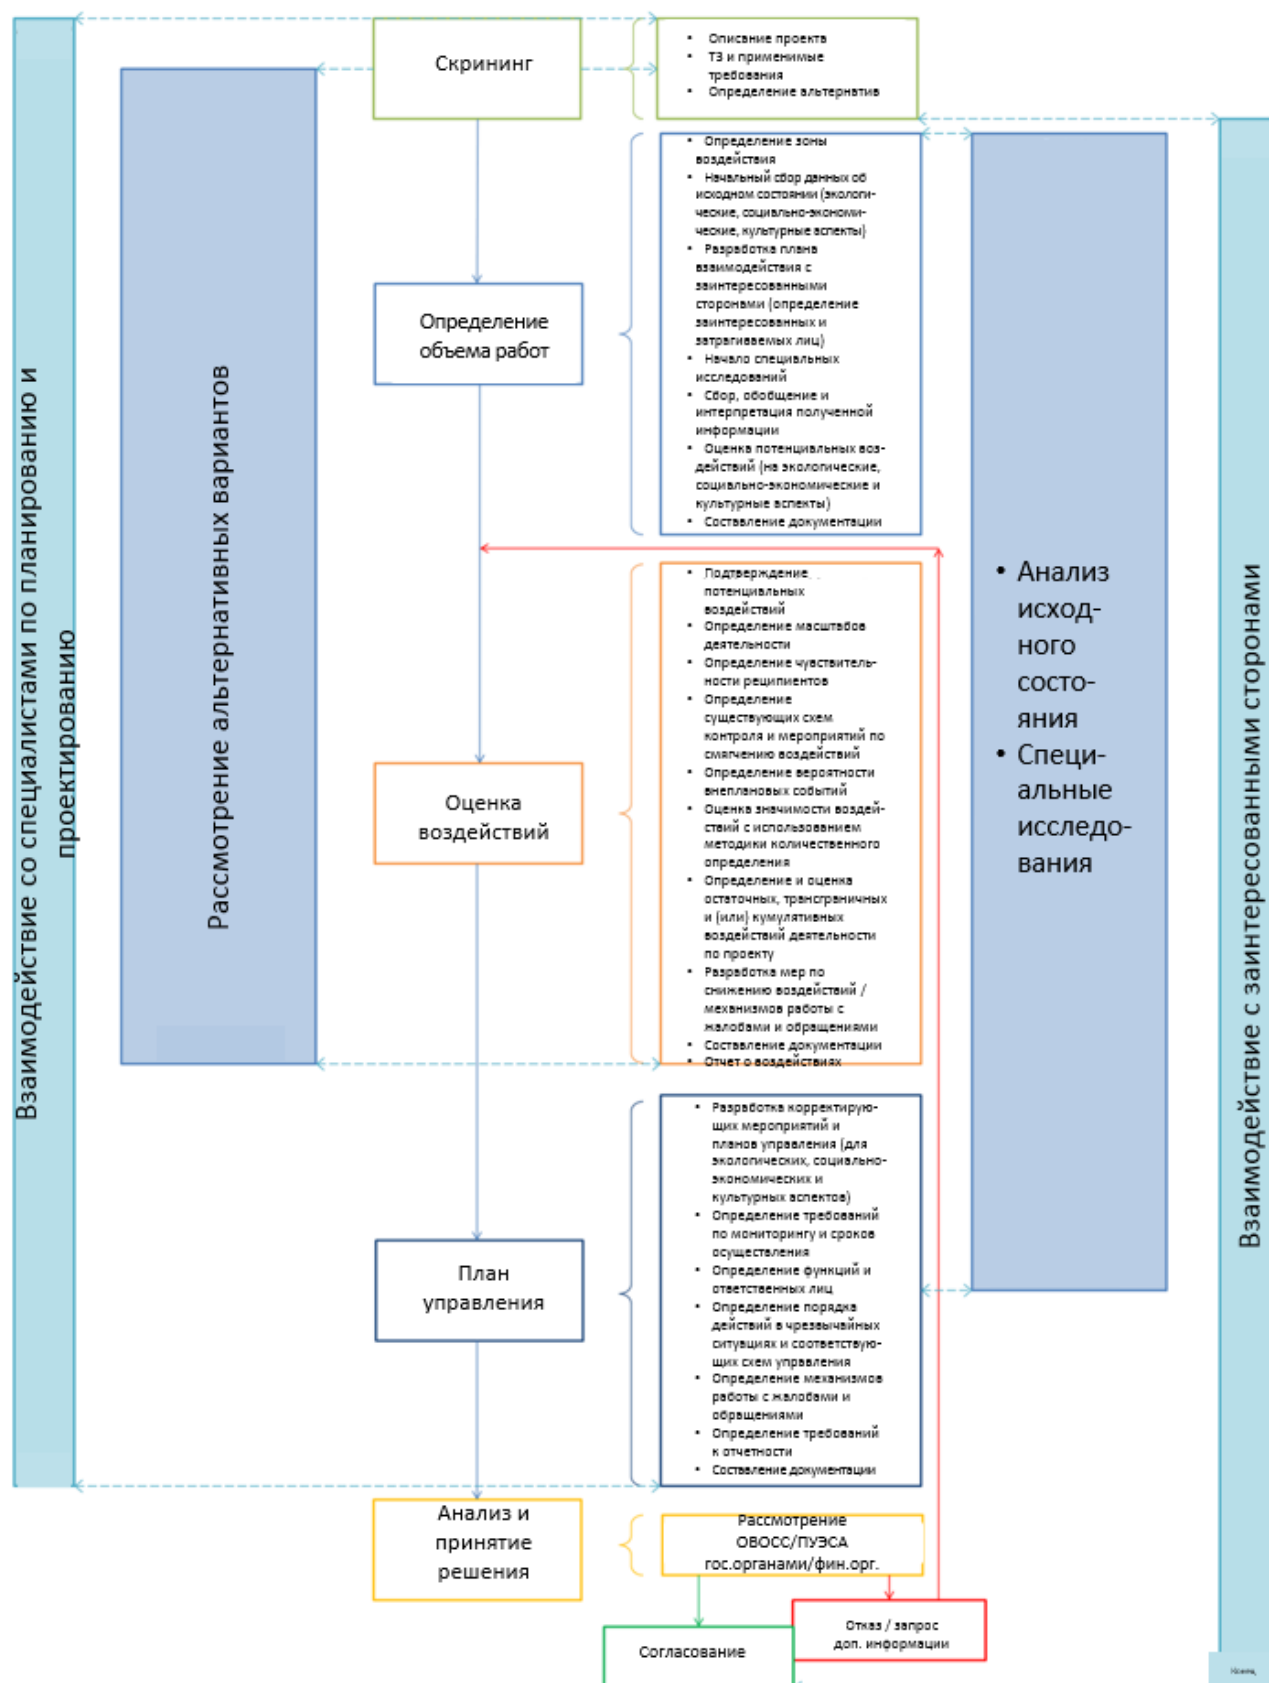 Взаимодействие со специалистами по планированию и
проектированию
Рассмотрение альтернативных вариантов
Скрининг
• Описание проекта
• ТЗ и применимые
требования
• Определение альтернатив
Определение
объема работ
• Определение зоны
воздействия
• Начальный сбор данных об
исходном состоянии (экологи-
ческие, социально-экономи-
ческие, культурные аспекты)
• Разработка плана
взаимодействия с
заинтересованными
сторонами (определение
заинтересованных и
затрагиваемых лиц)
• Начало специальных
исследований
• Сбор, обобщение и
интерпретация полученной
информации
• Оценка потенциальных воз-
действий (на экологические,
социально-экономические и
культурные аспекты)
• Составление документации
Оценка
воздействий
• Подтверждение
потенциальных
воздействий
• Определение масштабов
деятельности
• Определение чувствитель-
ности реципиентов
• Определение
существующих схем
контроля и мероприятий по
смягчению воздействий
• Определение вероятности
внеплановых событий
• Оценка значимости воздей-
ствий с использованием
методики количественного
определения
• Определение и оценка
остаточных, трансграничных
и (или) кумулятивных
воздействий деятельности
по проекту
• Разработка мер по
снижению воздействий /
механизмов работы с
жалобами и обращениями
• Составление документации
• Отчет о воздействиях
План
управления
• Разработка корректирую-
щих мероприятий и
планов управления (для
экологических, социально-
экономических и
культурных аспектов)
• Определение требований
по мониторингу и сроков
осуществления
• Определение функций и
ответственных лиц
• Определение порядка
действий в чрезвычайных
ситуациях и соответствую-
щих схем управления
• Определение механизмов
работы с жалобами и
обращениями
• Определение требований
к отчетности
• Составление документации
Анализ и
принятие
решения
Рассмотрение
ОВОСС/ПУЭСА
гос.органами/фин.орг.
Согласование
Отказ / запрос
доп. информации
• Анализ
исход-
ного
состо-
яния
• Специ-
альные
исследо-
вания
Взаимодействие с заинтересованными сторонами